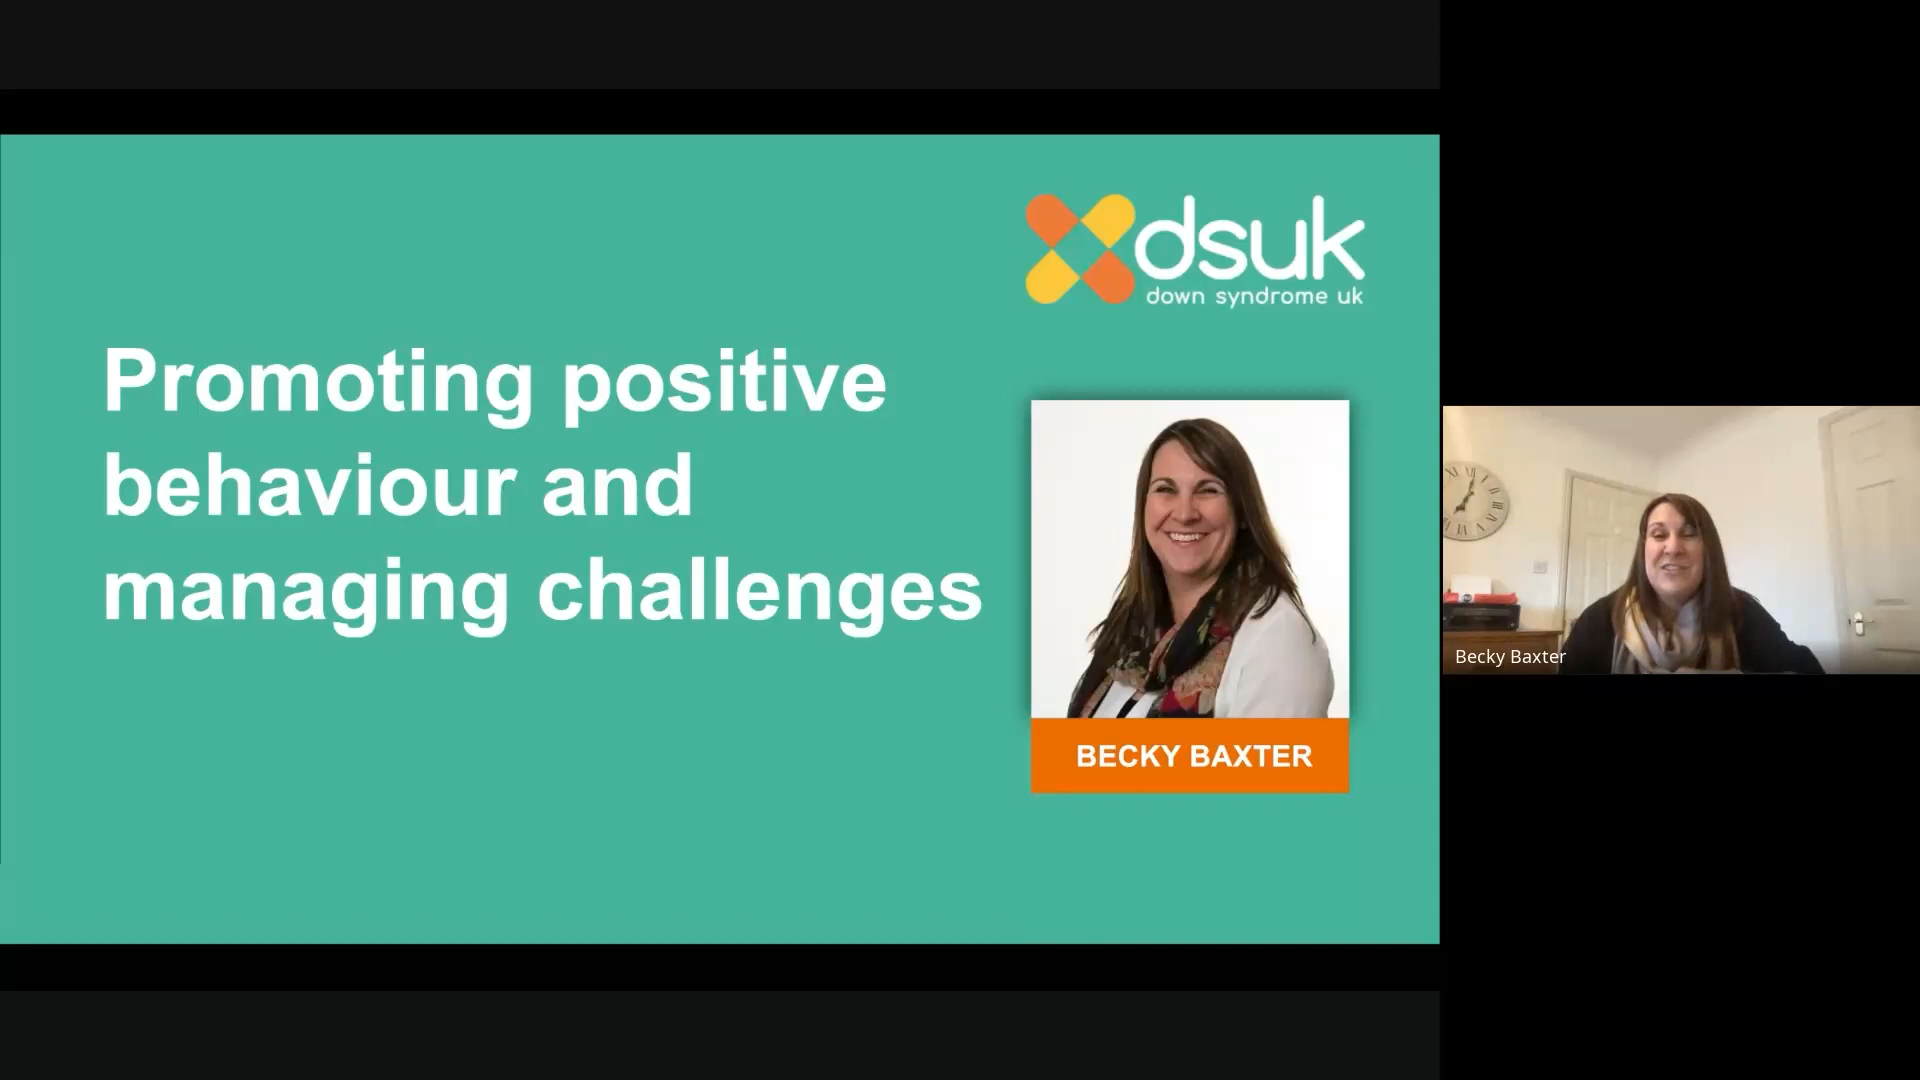 dsuk
down syndrome uk
Promoting positive
behaviour and
managing challenges
BECKY BAXTER
Becky Baxter